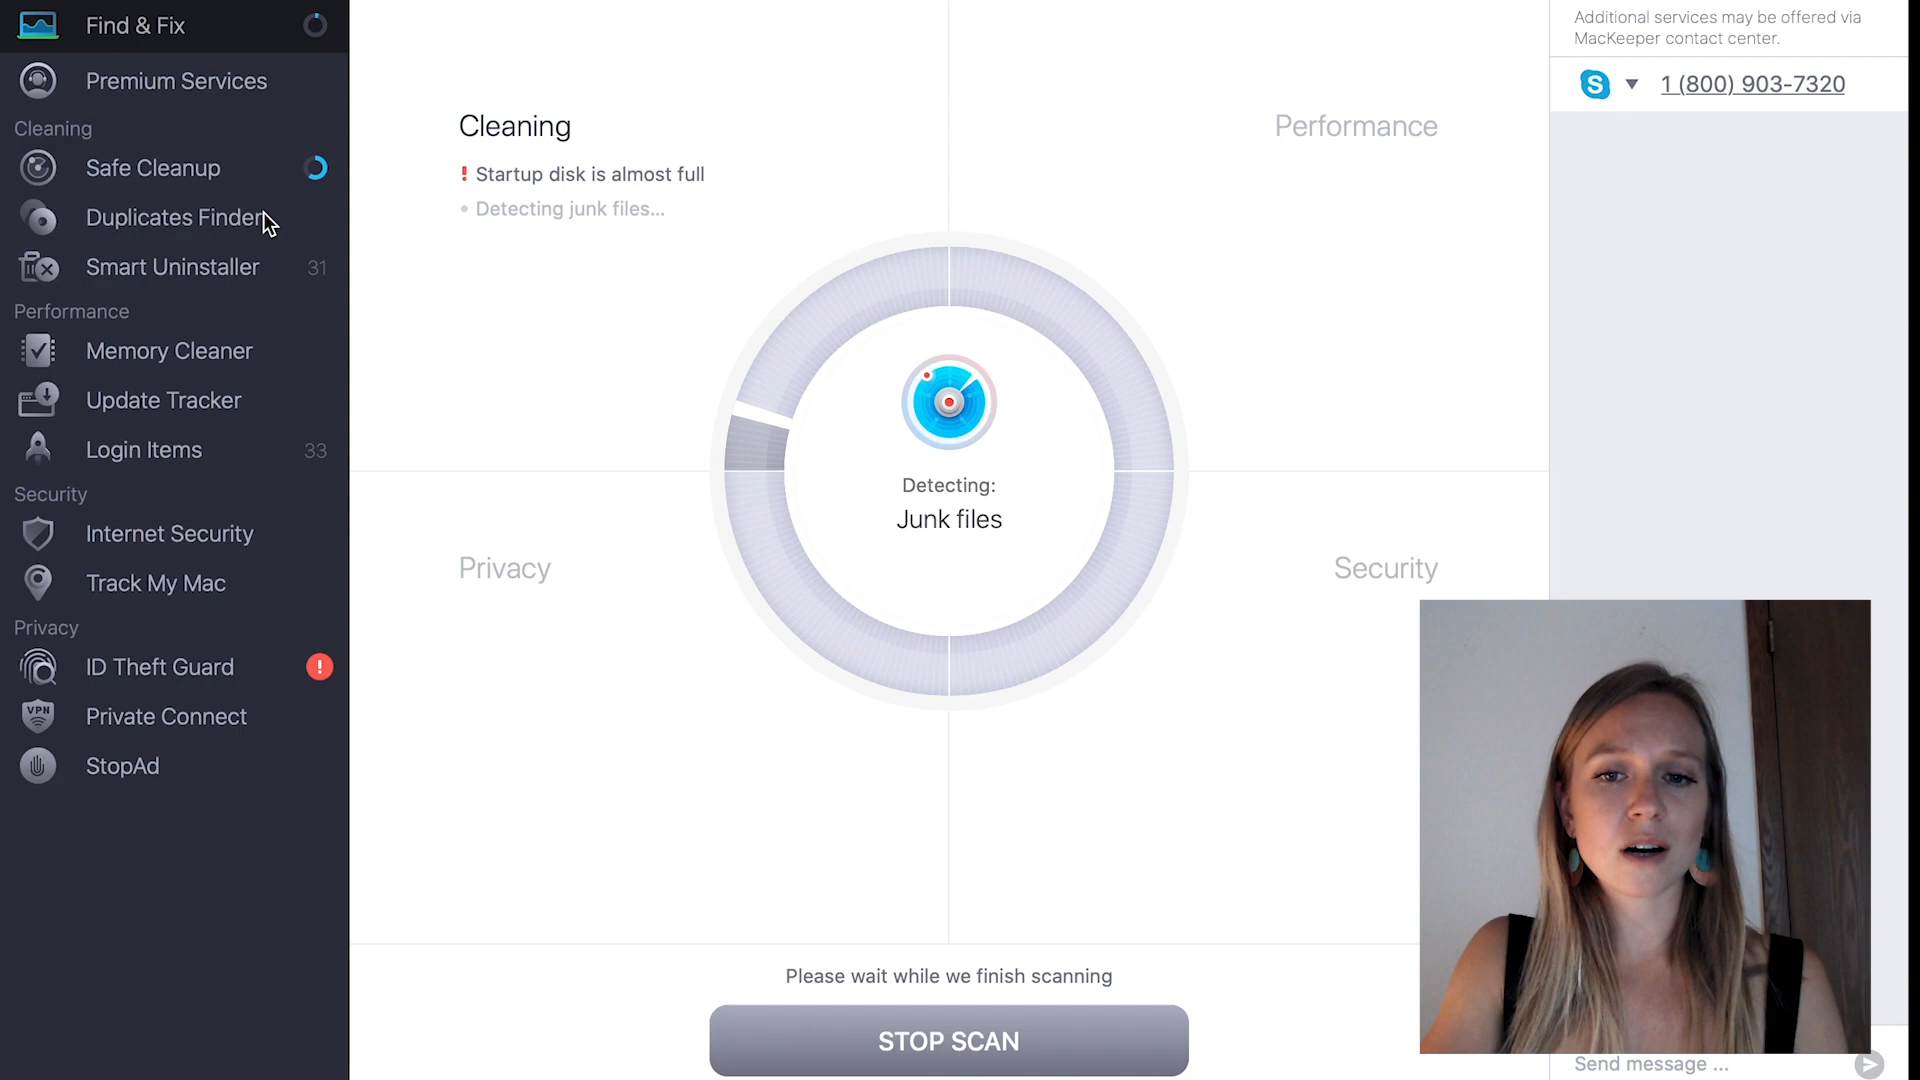 Find & Fix
Premium Services
Cleaning
Safe Cleanup
Duplicates Finder
Smart Uninstaller 31
Performance
Memory Cleaner
Update Tracker
Login Items 33
Security
Internet Security
Track My Mac
Privacy
ID Theft Guard !
VPN Private Connect
StopAd
Cleaning
! Startup disk is almost full
• Detecting junk files...
Performance
Detecting:
Junk files
Privacy
Security
Please wait while we finish scanning
STOP SCAN
Additional services may be offered via
MacKeeper contact center.
S 1 (800) 903-7320
Send message ...